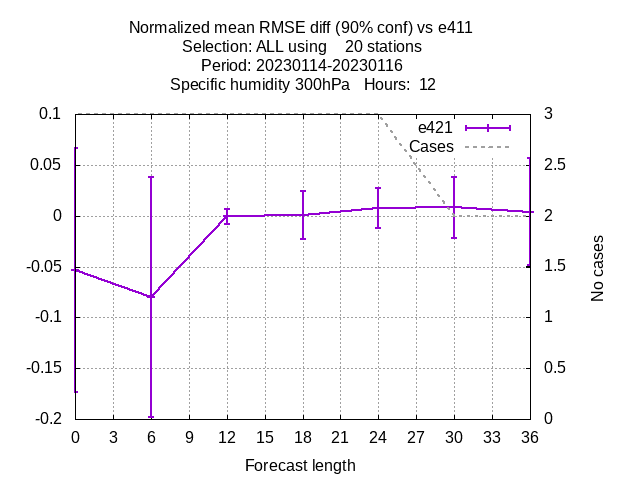 Normalized mean RMSE diff (90% conf) vs e411
Selection: ALL using    20 stations
Period: 20230114-20230116
Specific humidity 300hPa   Hours:  12
0.1
0.05
0
-0.05
-0.1
-0.15
-0.2
e421
Cases
3
2.5
2
1.5
1
0.5
0
No cases
0 3 6 9 12 15 18 21 24 27 30 33 36
Forecast length